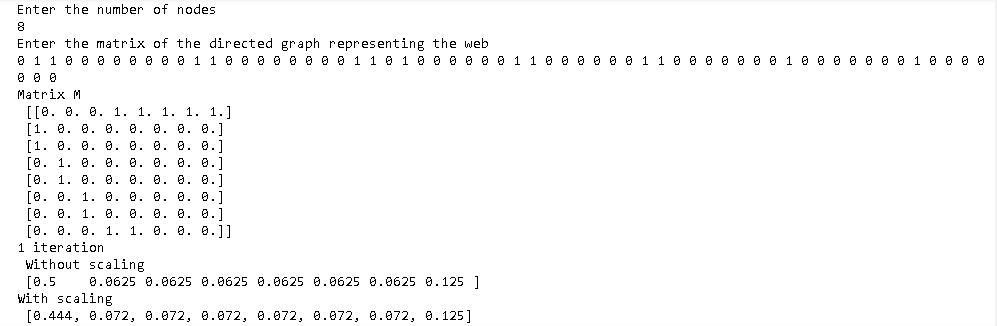 Enter the number of nodes
8
Enter the matrix of the directed graph representing the web
0 1 1 0 0 0 0 0 0 0 0 1 1 0 0 0 0 0 0 0 0 1 1 0 1 0 0 0 0 0 0 1 1 0 0 0 0 0 0 1 1 0 0 0 0 0 0 0 1 0 0 0 0 0 0 0 1 0 0 0 0
0 0 0
Matrix M
[[0. 0. 0. 1. 1. 1. 1. 1.]
[1. 0. 0. 0. 0. 0. 0. 0.]
[1. 0. 0. 0. 0. 0. 0. 0.]
[0. 1. 0. 0. 0. 0. 0. 0.]
[0. 1. 0. 0. 0. 0. 0. 0.]
[0. 0. 1. 0. 0. 0. 0. 0.]
[0. 0. 1. 0. 0. 0. 0. 0.]
[0. 0. 0. 1. 1. 0. 0. 0.]]
1 iteration
Without scaling
[0.5    0.0625 0.0625 0.0625 0.0625 0.0625 0.0625 0.125 ]
With scaling
[0.444, 0.072, 0.072, 0.072, 0.072, 0.072, 0.072, 0.125]